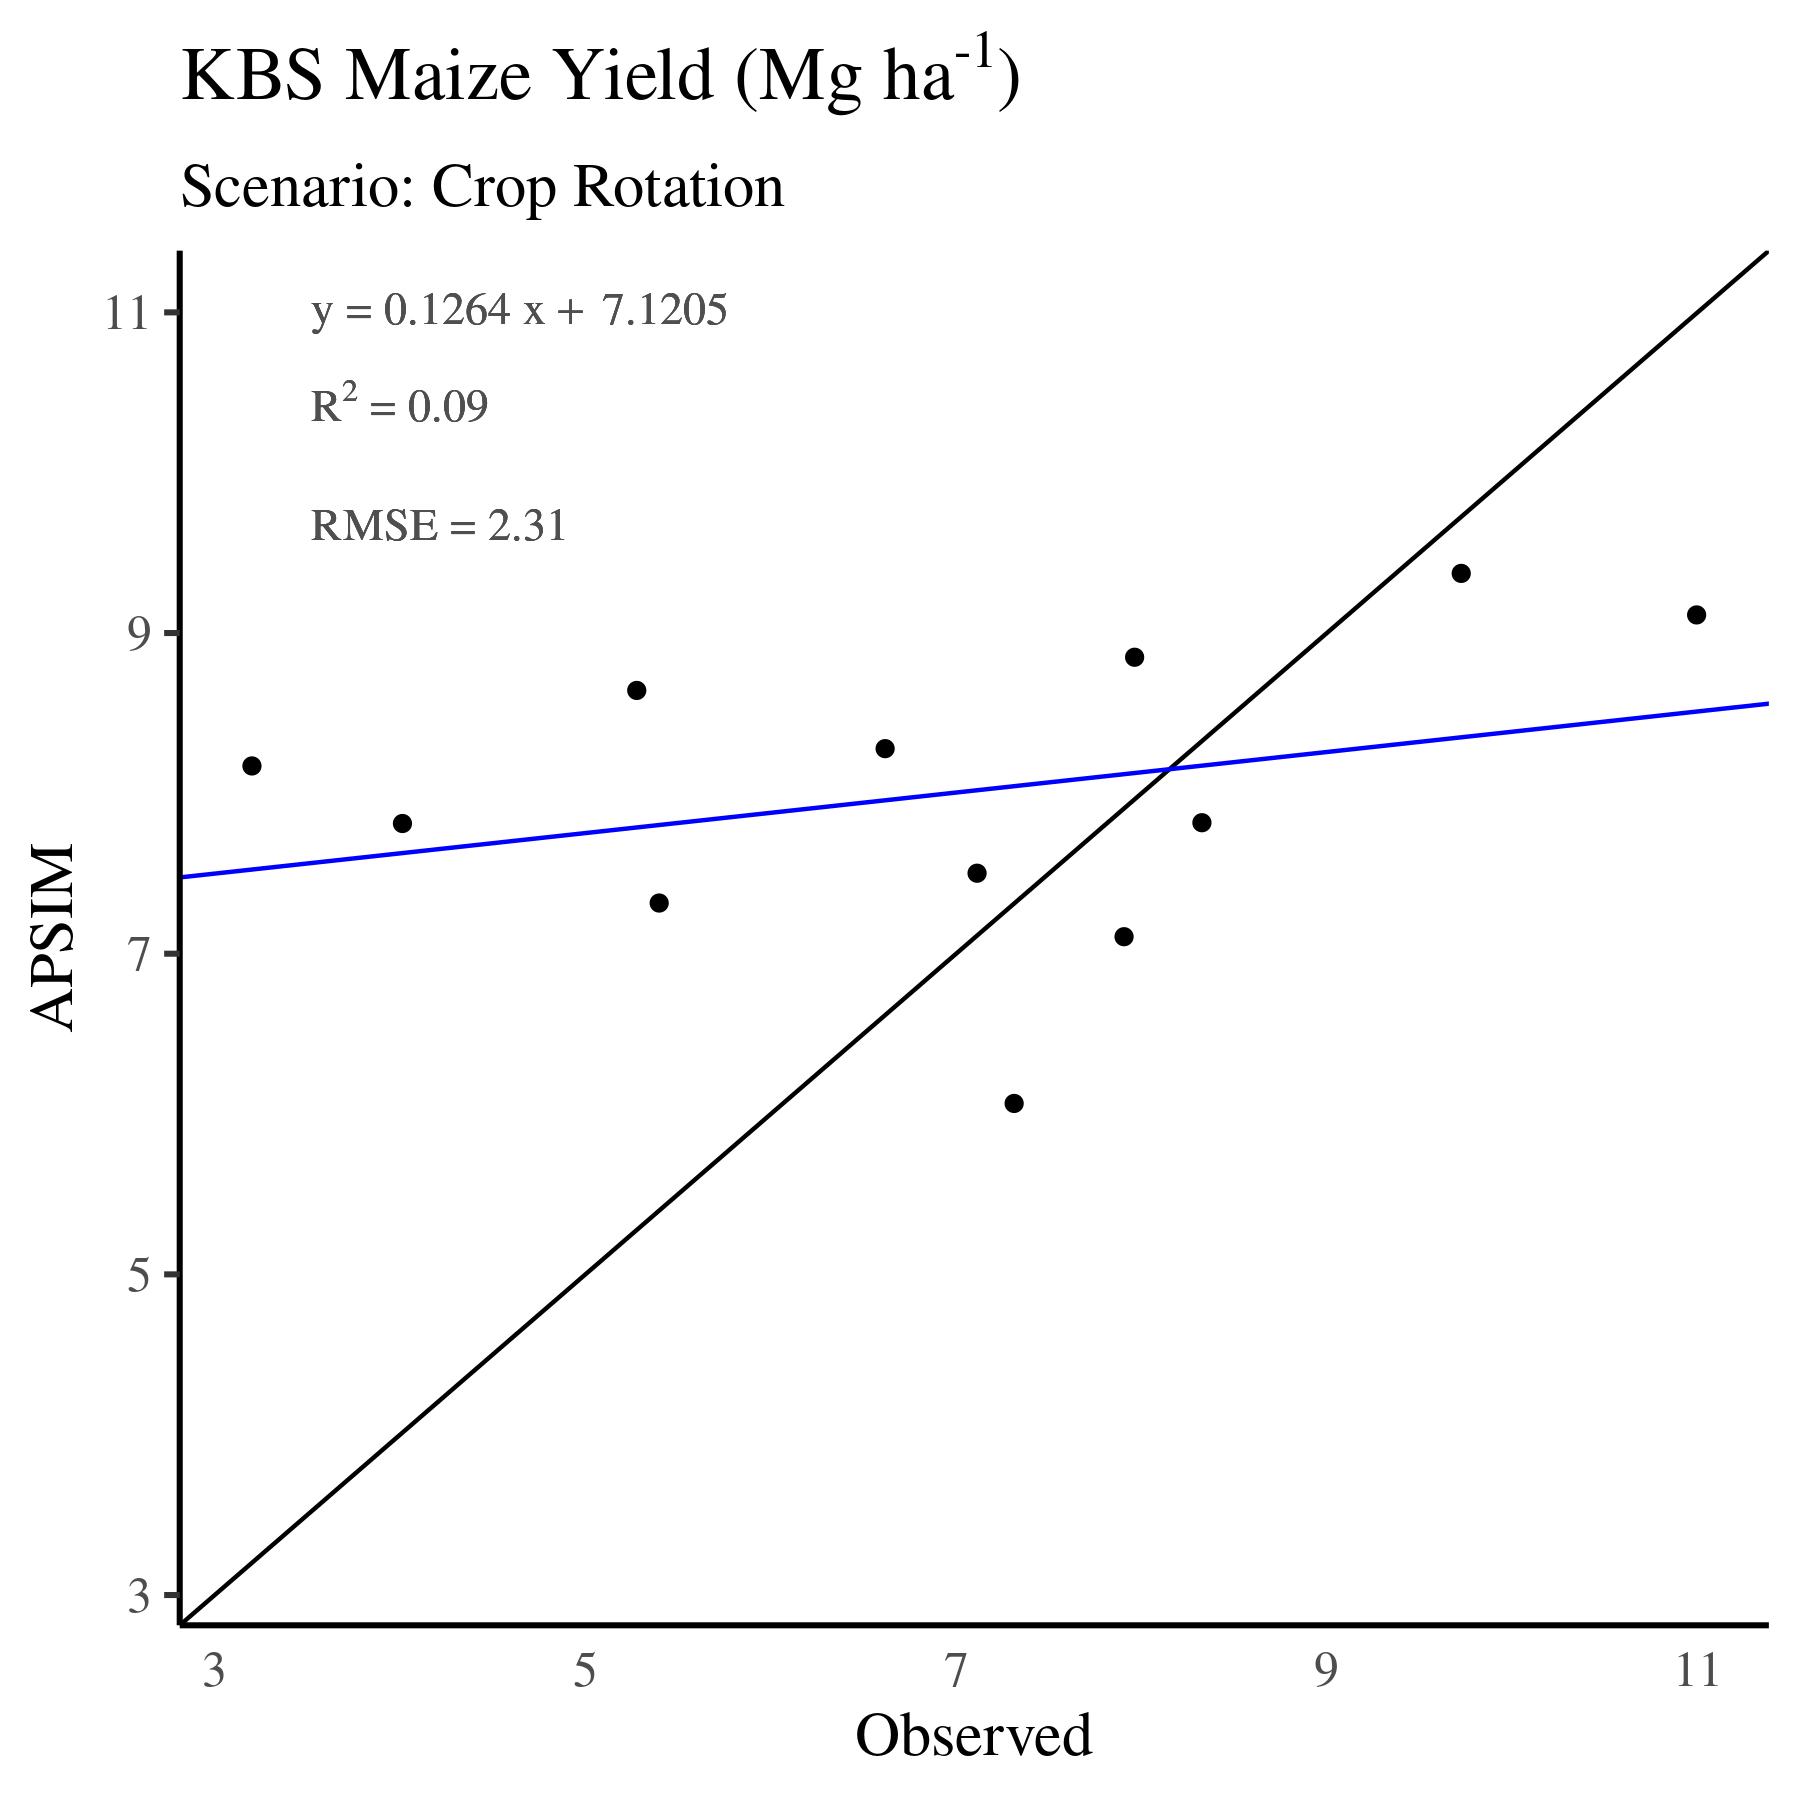 KBS Maize Yield (Mg ha⁻¹)
Scenario: Crop Rotation
y = 0.1264 x + 7.1205
R² = 0.09
RMSE = 2.31
11
9
7
5
3
APSIM
3 5 7 9 11
Observed